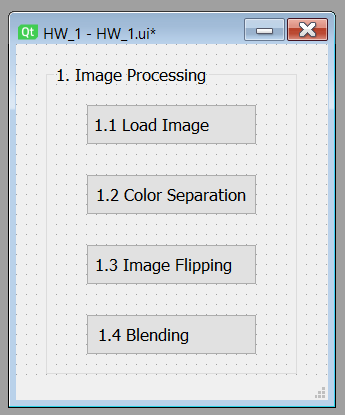 Qt HW_1 - HW_1.ui*
1. Image Processing
1.1 Load Image
1.2 Color Separation
1.3 Image Flipping
1.4 Blending